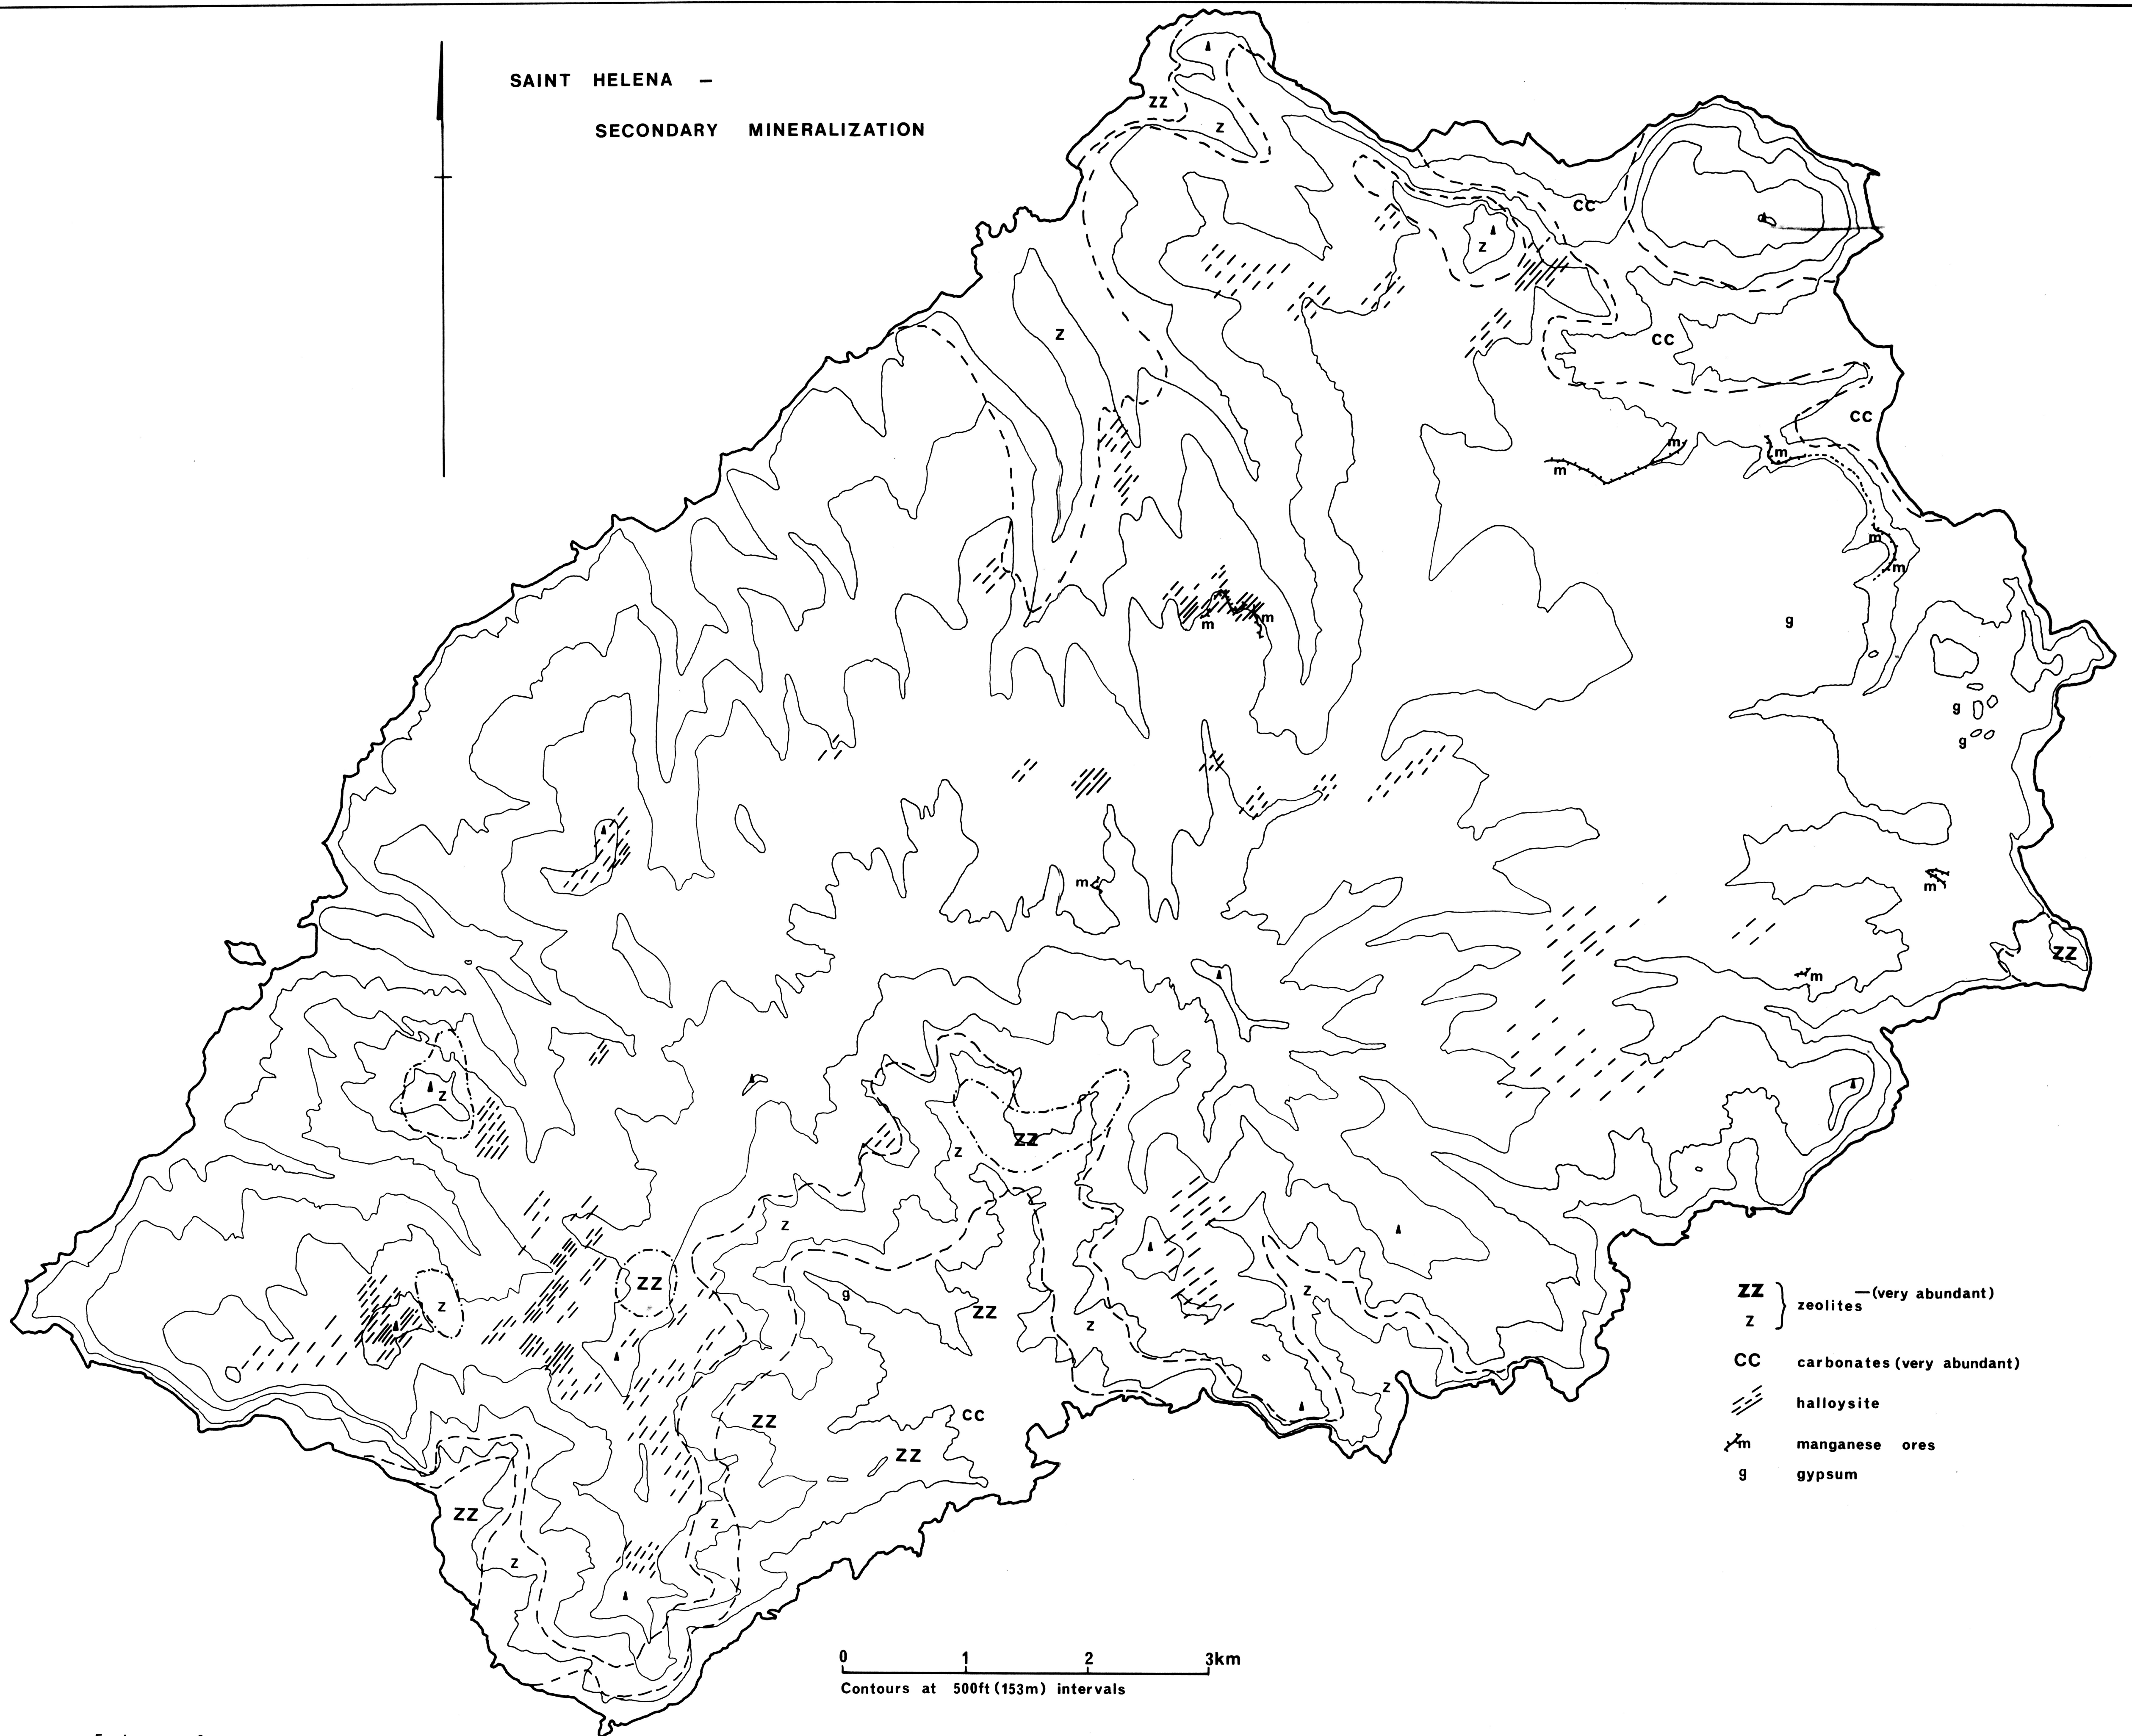 SAINT HELENA –
SECONDARY MINERALIZATION
ZZ
Z
CC
Z
Z
CC
CC
m
m
m
m
m
g
m
m
g
g
m
m
ZZ
m
Z
ZZ
Z
Z
ZZ
Z
g
ZZ
Z
Z
Z
ZZ
CC
ZZ
ZZ
Z
Z
ZZ } zeolites —(very abundant)
Z
CC carbonates (very abundant)
halloysite
m manganese ores
g gypsum
0 1 2 3km
Contours at 500ft (153m) intervals